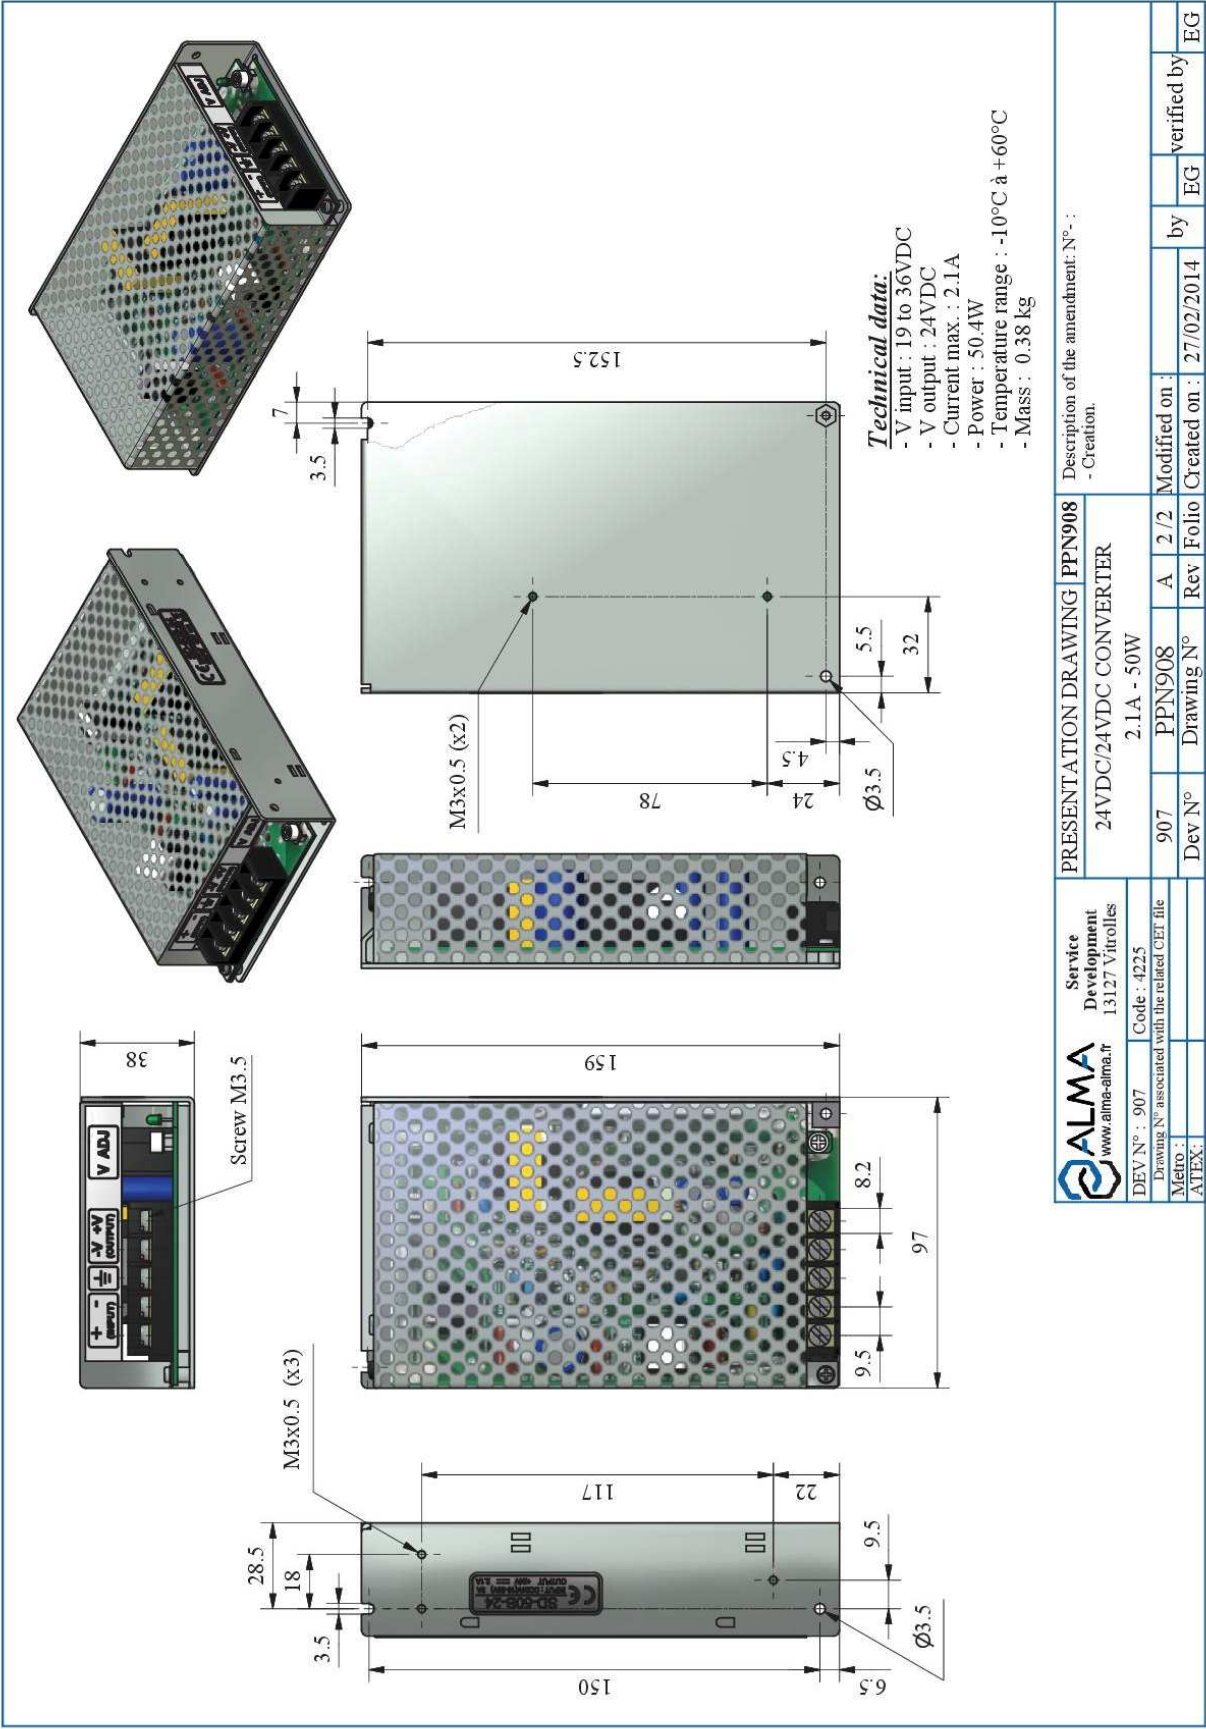 38
Screw M3.5
V ADJ
-V +V
(OUTPUT)
+ -
(INPUT)
3.5
7
152.5
M3x0.5 (x2)
78
24
4.5
Ø3.5
5.5
32
Technical data:
- V input : 19 to 36VDC
- V output : 24VDC
- Current max. : 2.1A
- Power : 50.4W
- Temperature range : -10°C à +60°C
- Mass : 0.38 kg
28.5
18
3.5
M3x0.5 (x3)
117
22
150
6.5
9.5
Ø3.5
SD-50B-24
159
97
9.5
8.2
ALMA
www.alma-alma.fr
Service
Development
13127 Vitrolles
DEV N° : 907
Code : 4225
Drawing N° associated with the related CET file
Metro :
ATEX:
PRESENTATION DRAWING
PPN908
24VDC/24VDC CONVERTER
2.1A - 50W
907
PPN908
A
2 /2
Dev N°
Drawing N°
Rev
Folio
Description of the amendment: N°- :
- Creation.
Modified on :
Created on :
27/02/2014
by
EG
verified by
EG